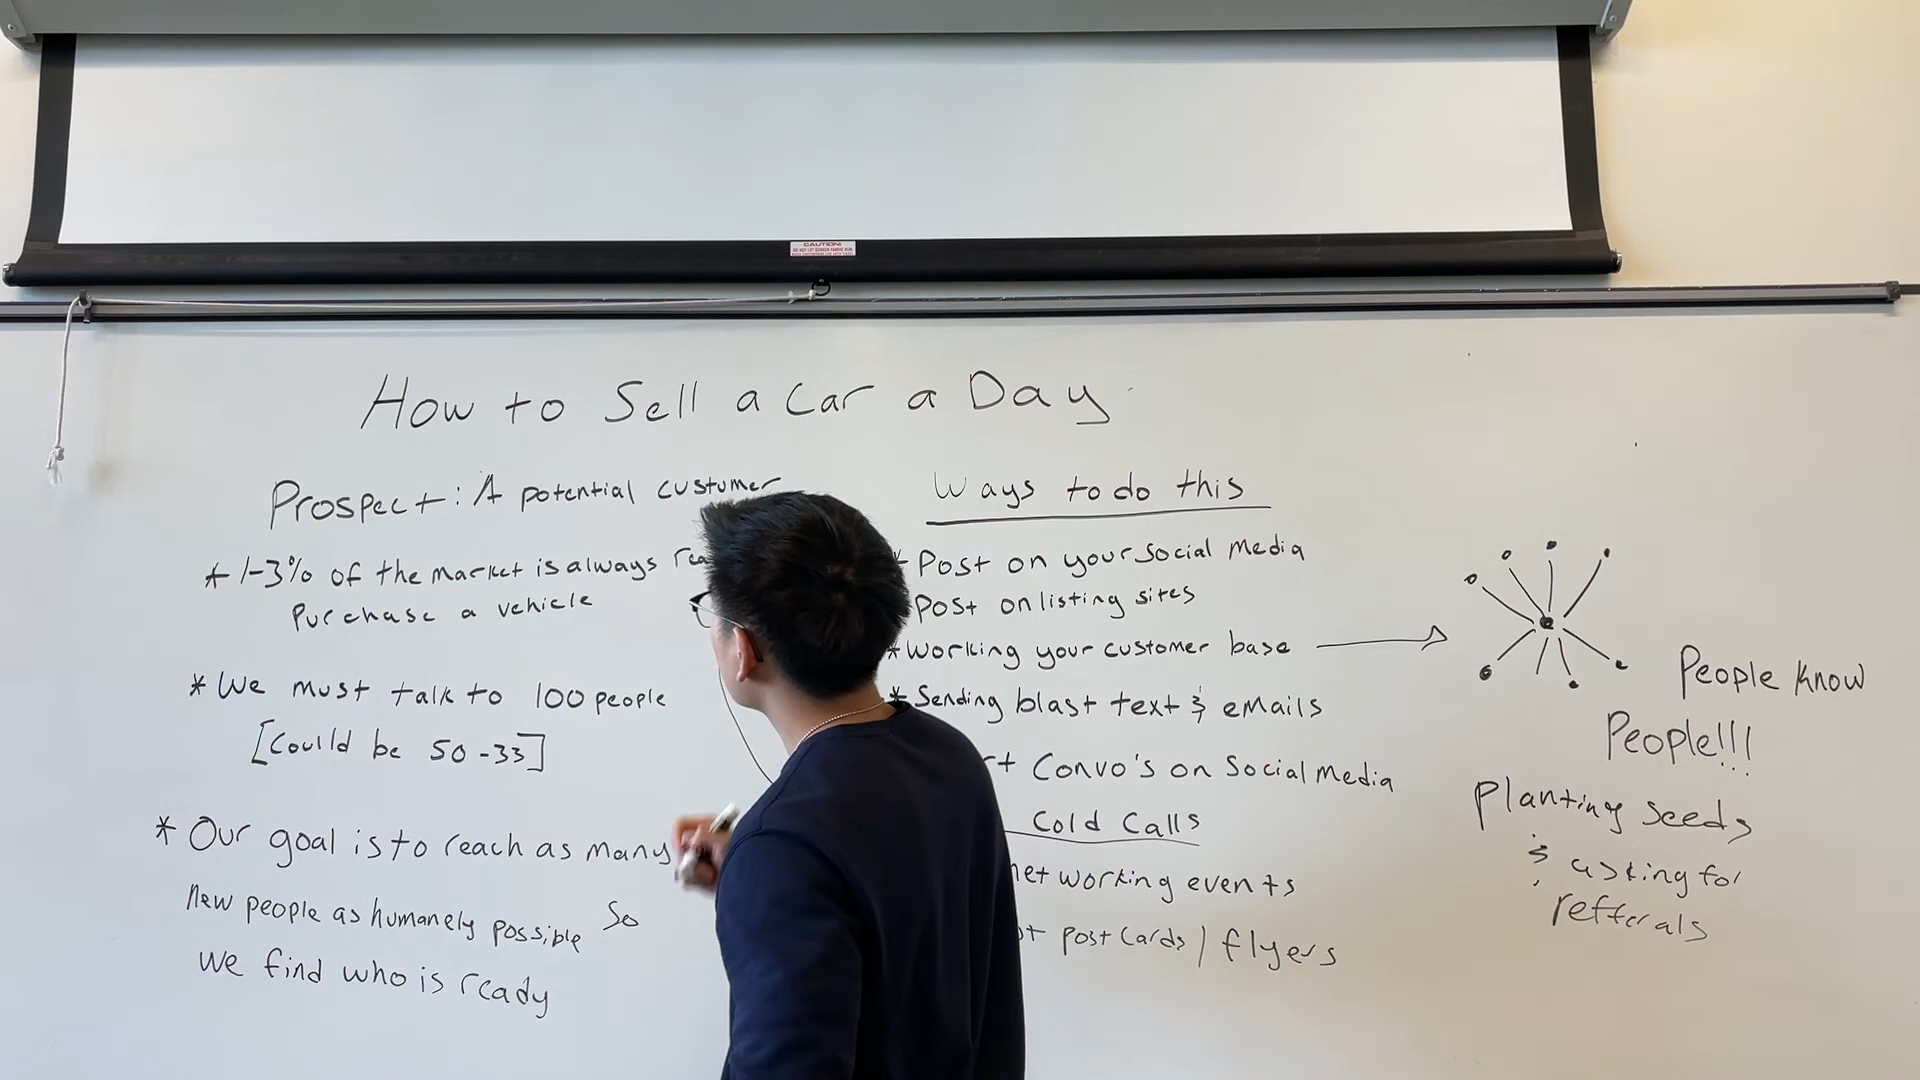 CAUTION!
How to Sell a Car a Day
Prospect: A potential custumer
* 1-3% of the market is always
Purchase a vehicle
* We must talk to 100 people
[Could be 50-33]
* Our goal is to reach as many
new people as humanely possible so
we find who is ready
Ways to do this
* Post on your social media
Post on listing sites
* Working your customer base
* Sending blast text & emails
Convo's on Social Media
Cold Calls
networking events
post cards / flyers
People know
People!!!
Planting seeds
& asking for
refferals